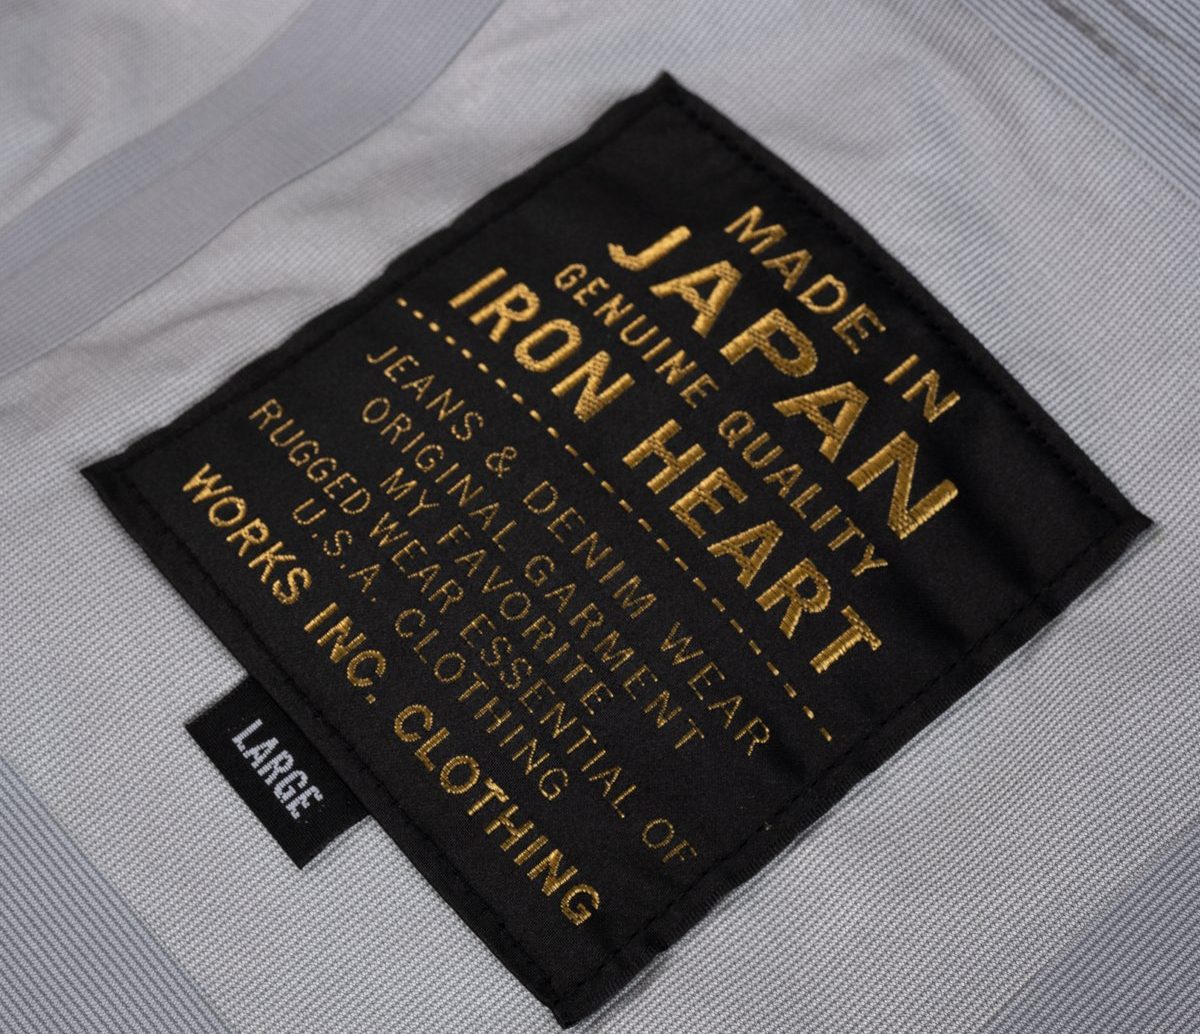 MADE IN
JAPAN
GENUINE QUALITY
IRON HEART
JEANS & DENIM WEAR
ORIGINAL GARMENT
MY FAVORITE
RUGGED WEAR ESSENTIAL OF
U.S.A. CLOTHING
WORKS INC. CLOTHING
LARGE